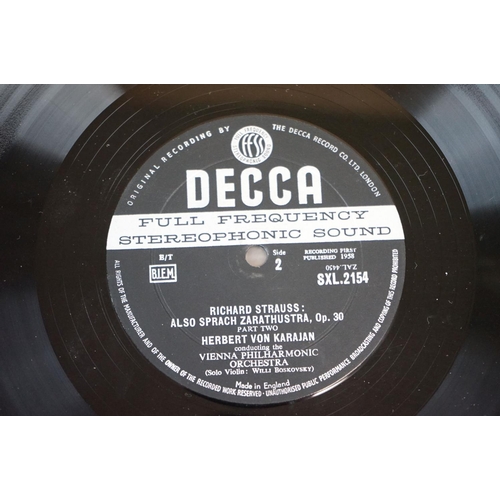 ORIGINAL RECORDING BY
THE DECCA RECORD CO. LTD. LONDON
FFSS
DECCA
FULL FREQUENCY
STEREOPHONIC SOUND
E/T
B.I.E.M.
Side
2
RECORDING FIRST
PUBLISHED 1958
ZAL.4450
SXL.2154
RICHARD STRAUSS:
ALSO SPRACH ZARATHUSTRA, Op. 30
PART TWO
HERBERT VON KARAJAN
conducting the
VIENNA PHILHARMONIC
ORCHESTRA
(Solo Violin: WILLI BOSKOVSKY)
Made in England
ALL RIGHTS OF THE MANUFACTURER AND OF THE OWNER OF THE RECORDED WORK RESERVED—UNAUTHORISED PUBLIC PERFORMANCE BROADCASTING AND COPYING OF THIS RECORD PROHIBITED